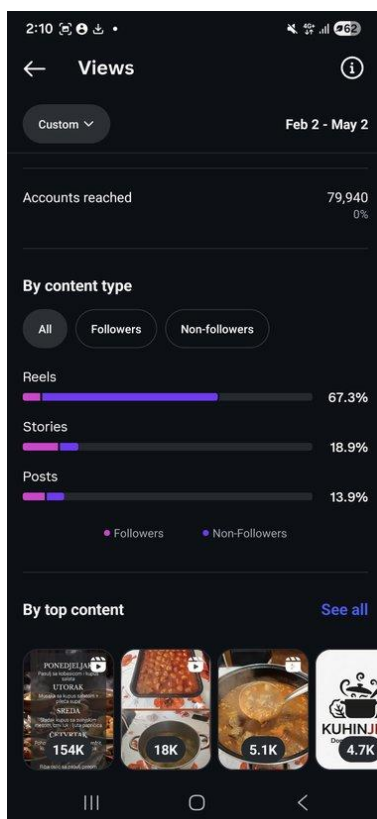 2:10
62
Views
Custom
Feb 2 - May 2
Accounts reached
79,940
0%
By content type
All
Followers
Non-followers
Reels
67.3%
Stories
18.9%
Posts
13.9%
Followers
Non-Followers
By top content
See all
PONEDJELJAK
UTORAK
SREDA
ČETVRTAK
154K
18K
5.1K
KUHINJ
4.7K